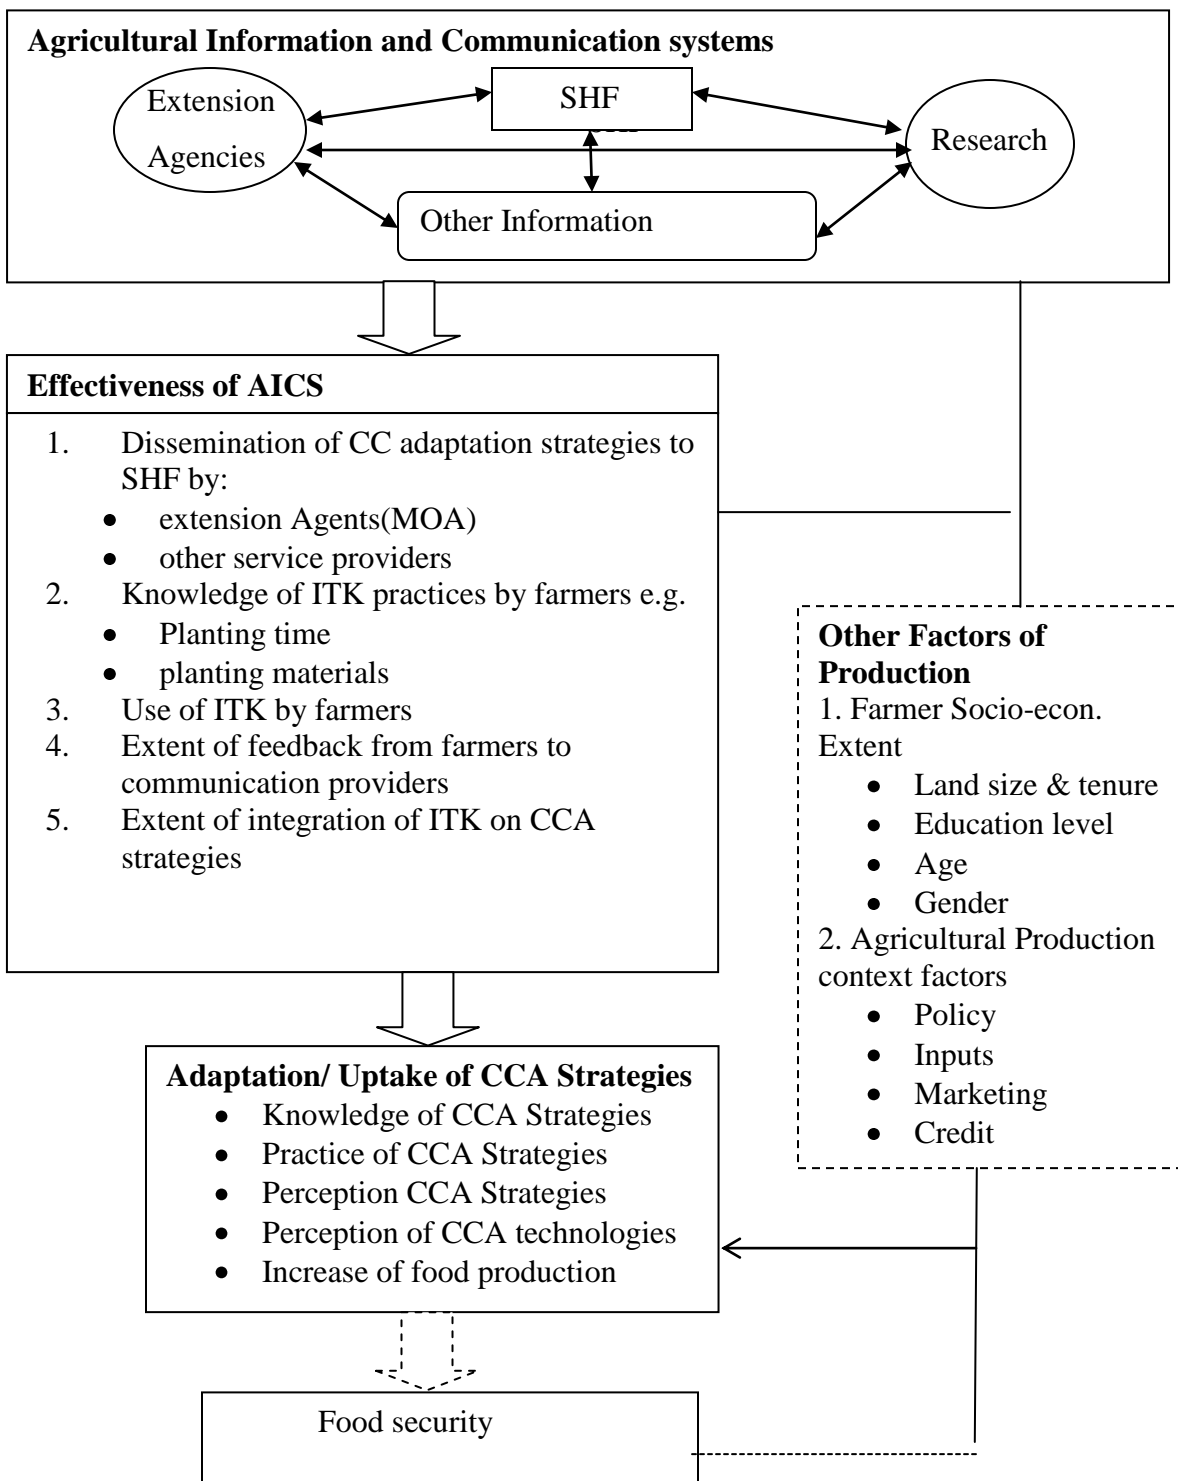 Agricultural Information and Communication systems
Extension
Agencies
SHF
Research
Other Information
Effectiveness of AICS
1. Dissemination of CC adaptation strategies to
SHF by:
• extension Agents(MOA)
• other service providers
2. Knowledge of ITK practices by farmers e.g.
• Planting time
• planting materials
3. Use of ITK by farmers
4. Extent of feedback from farmers to
communication providers
5. Extent of integration of ITK on CCA
strategies
Other Factors of
Production
1. Farmer Socio-econ.
Extent
• Land size & tenure
• Education level
• Age
• Gender
2. Agricultural Production
context factors
• Policy
• Inputs
• Marketing
• Credit
Adaptation/ Uptake of CCA Strategies
• Knowledge of CCA Strategies
• Practice of CCA Strategies
• Perception CCA Strategies
• Perception of CCA technologies
• Increase of food production
Food security